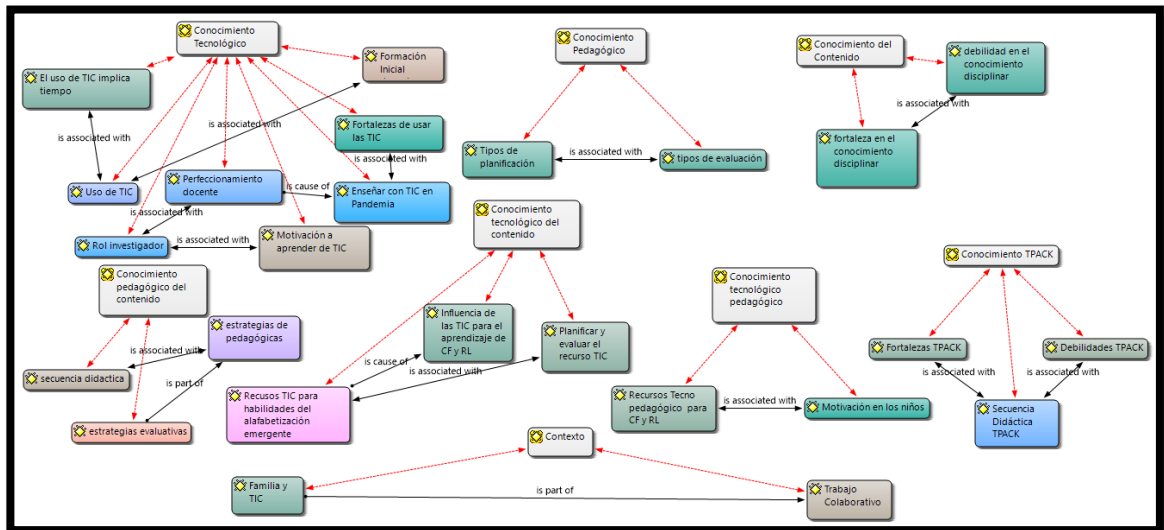 Conocimiento
Tecnológico
Formación
Inicial
El uso de TIC implica
tiempo
is associated with
is associated with
Fortalezas de usar
las TIC
is associated with
Uso de TIC
Perfeccionamiento
docente
is cause of
Enseñar con TIC en
Pandemia
is associated with
Rol investigador
is associated with
Motivación a
aprender de TIC
Conocimiento
Pedagógico
Tipos de
planificación
is associated with
tipos de evaluación
Conocimiento del
Contenido
debilidad en el
conocimiento
disciplinar
is associated with
fortaleza en el
conocimiento
disciplinar
Conocimiento
pedagógico del
contenido
estrategias de
pedagógicas
is associated with
secuencia didactica
is part of
estrategias evaluativas
Conocimiento
tecnológico del
contenido
Influencia de
las TIC para el
aprendizaje de
CF y RL
Planificar y
evaluar el
recurso TIC
is cause of
is associated with
Recusos TIC para
habilidades del
alafabetización
emergente
Conocimiento
tecnológico
pedagógico
Recursos Tecno
pedagógico para
CF y RL
is associated with
Motivación en los niños
Conocimiento TPACK
Fortalezas TPACK
Debilidades TPACK
is associated with
is associated with
Secuencia
Didáctica
TPACK
Contexto
Familia y
TIC
is part of
Trabajo
Colaborativo